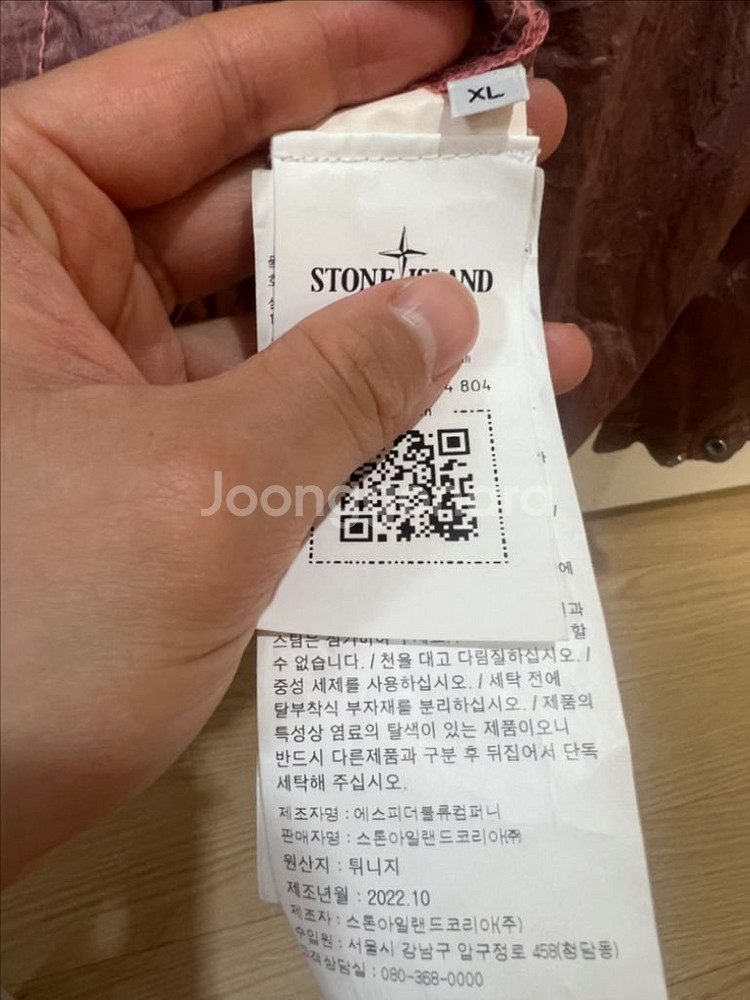 XL
STONE ISLAND
4 804
에
과
할
수 없습니다. / 천을 대고 다림질하십시오. /
중성 세제를 사용하십시오. / 세탁 전에
탈부착식 부자재를 분리하십시오. / 제품의
특성상 염료의 탈색이 있는 제품이오니
반드시 다른제품과 구분 후 뒤집어서 단독
세탁해 주십시오.
제조자명 : 에스피더블류컴퍼니
판매자명 : 스톤아일랜드코리아㈜
원산지 : 튀니지
제조년월 : 2022.10
제조자 : 스톤아일랜드코리아(주)
수입원 : 서울시 강남구 압구정로 458(청담동)
고객상담실 : 080-368-0000